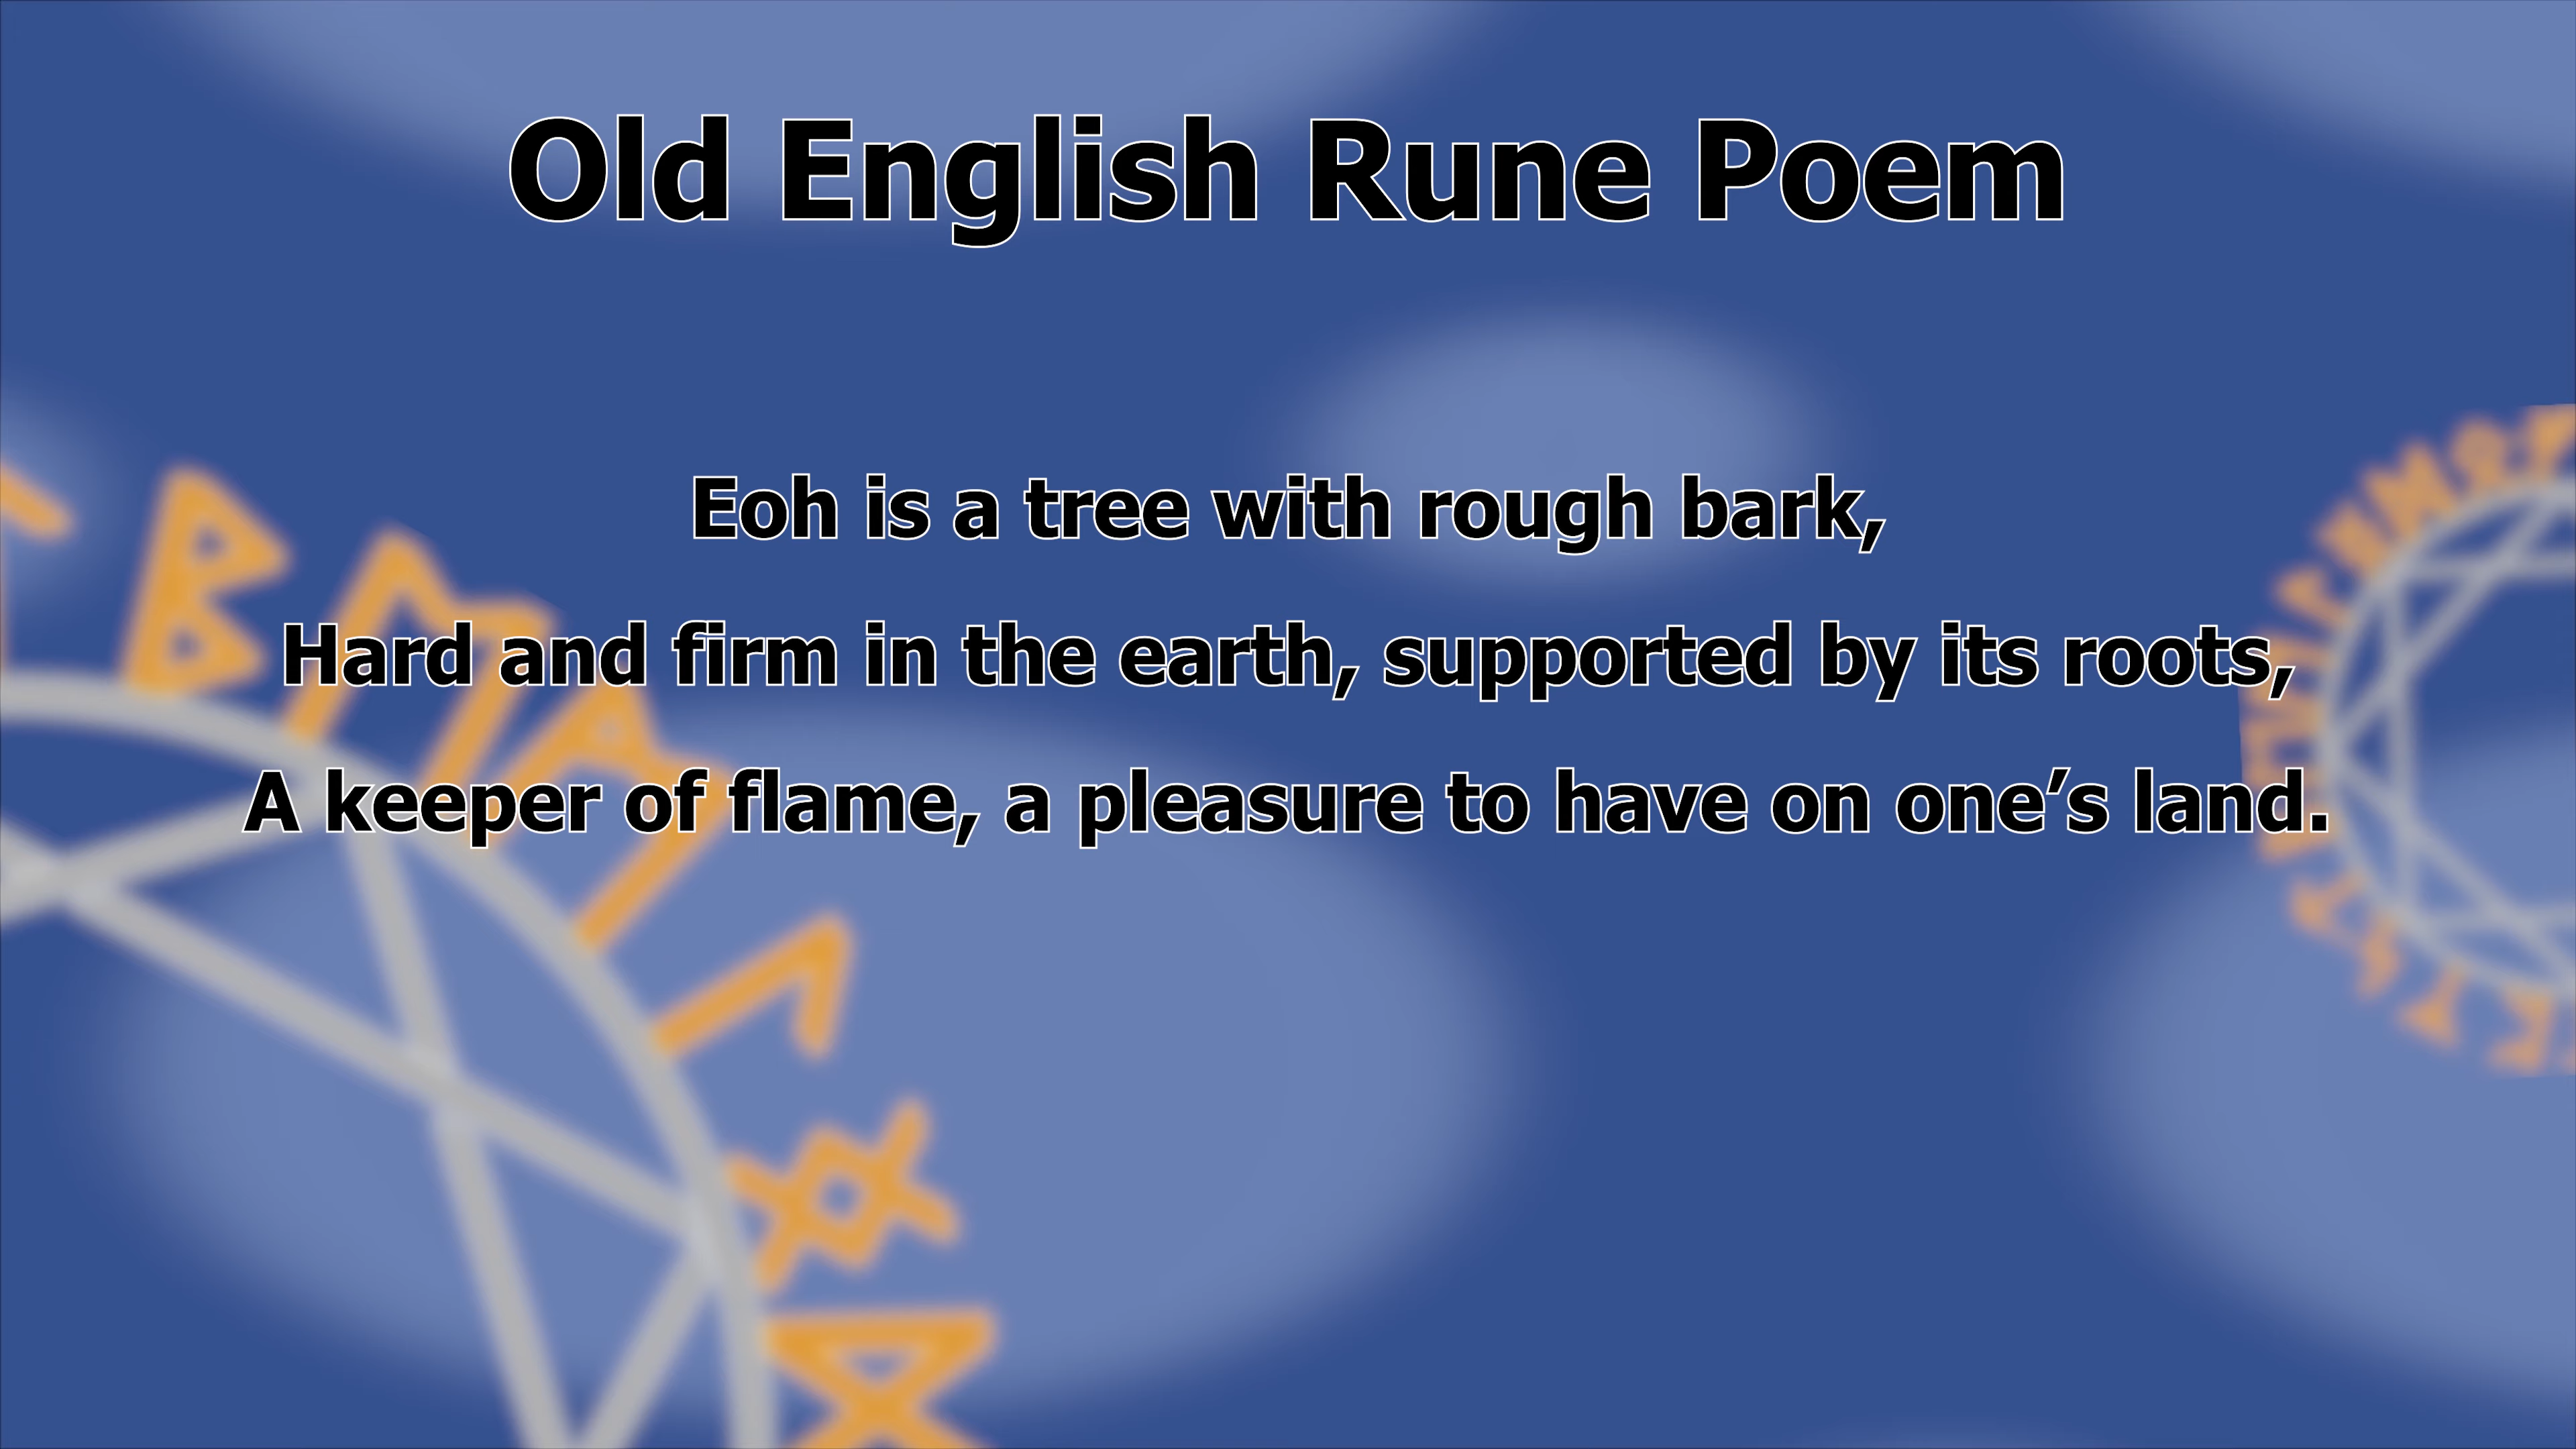 Old English Rune Poem
Eoh is a tree with rough bark,
Hard and firm in the earth, supported by its roots,
A keeper of flame, a pleasure to have on one’s land.